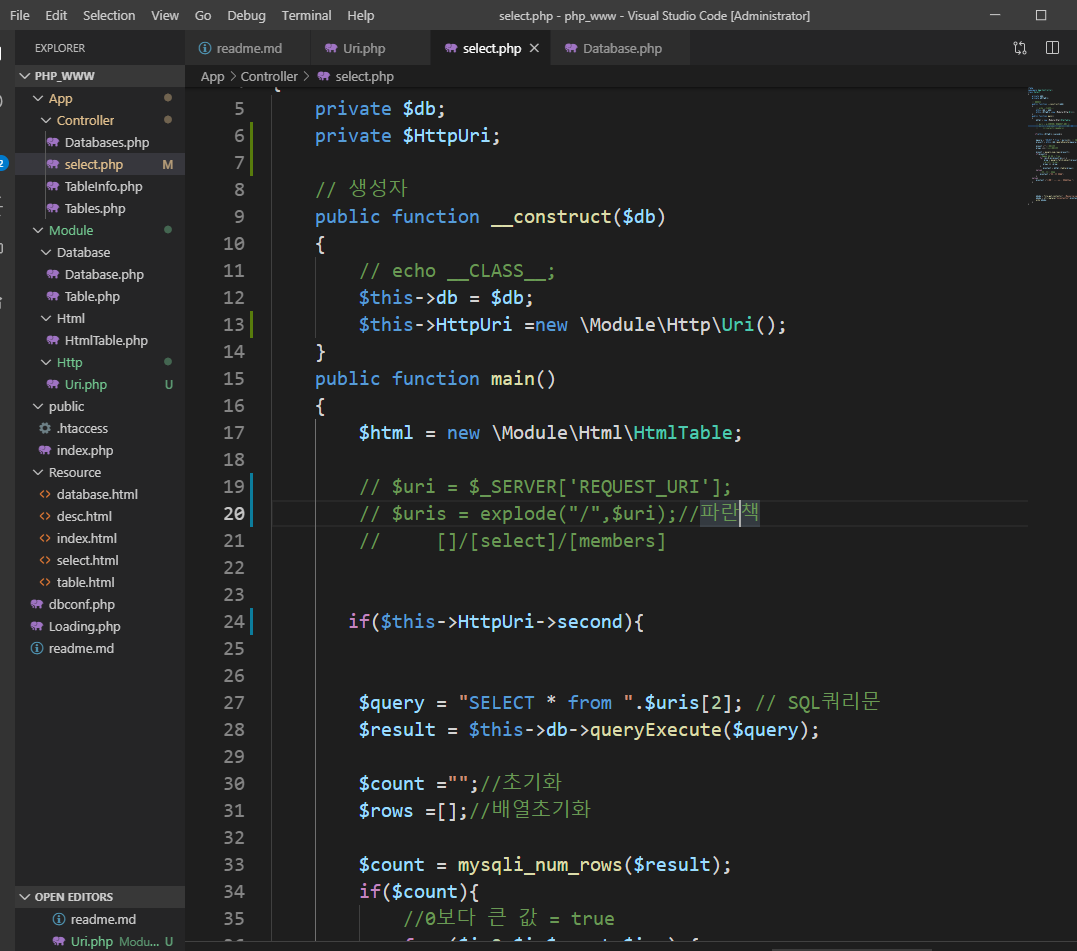 File Edit Selection View Go Debug Terminal Help select.php - php_www - Visual Studio Code [Administrator]
EXPLORER
PHP_WWW
App
Controller
Databases.php
select.php M
TableInfo.php
Tables.php
Module
Database
Database.php
Table.php
Html
HtmlTable.php
Http
Uri.php U
public
.htaccess
index.php
Resource
database.html
desc.html
index.html
select.html
table.html
dbconf.php
Loading.php
readme.md
OPEN EDITORS
readme.md
Uri.php Modu... U
readme.md Uri.php select.php Database.php
App > Controller > select.php
5 private $db;
6 private $HttpUri;
7
8 // 생성자
9 public function __construct($db)
10 {
11 // echo __CLASS__;
12 $this->db = $db;
13 $this->HttpUri =new \Module\Http\Uri();
14 }
15 public function main()
16 {
17 $html = new \Module\Html\HtmlTable;
18
19 // $uri = $_SERVER['REQUEST_URI'];
20 // $uris = explode("/",$uri);//파란책
21 // []/[select]/[members]
22
23
24 if($this->HttpUri->second){
25
26
27 $query = "SELECT * from ".$uris[2]; // SQL쿼리문
28 $result = $this->db->queryExecute($query);
29
30 $count ="";//초기화
31 $rows =[];//배열초기화
32
33 $count = mysqli_num_rows($result);
34 if($count){
35 //0보다 큰 값 = true